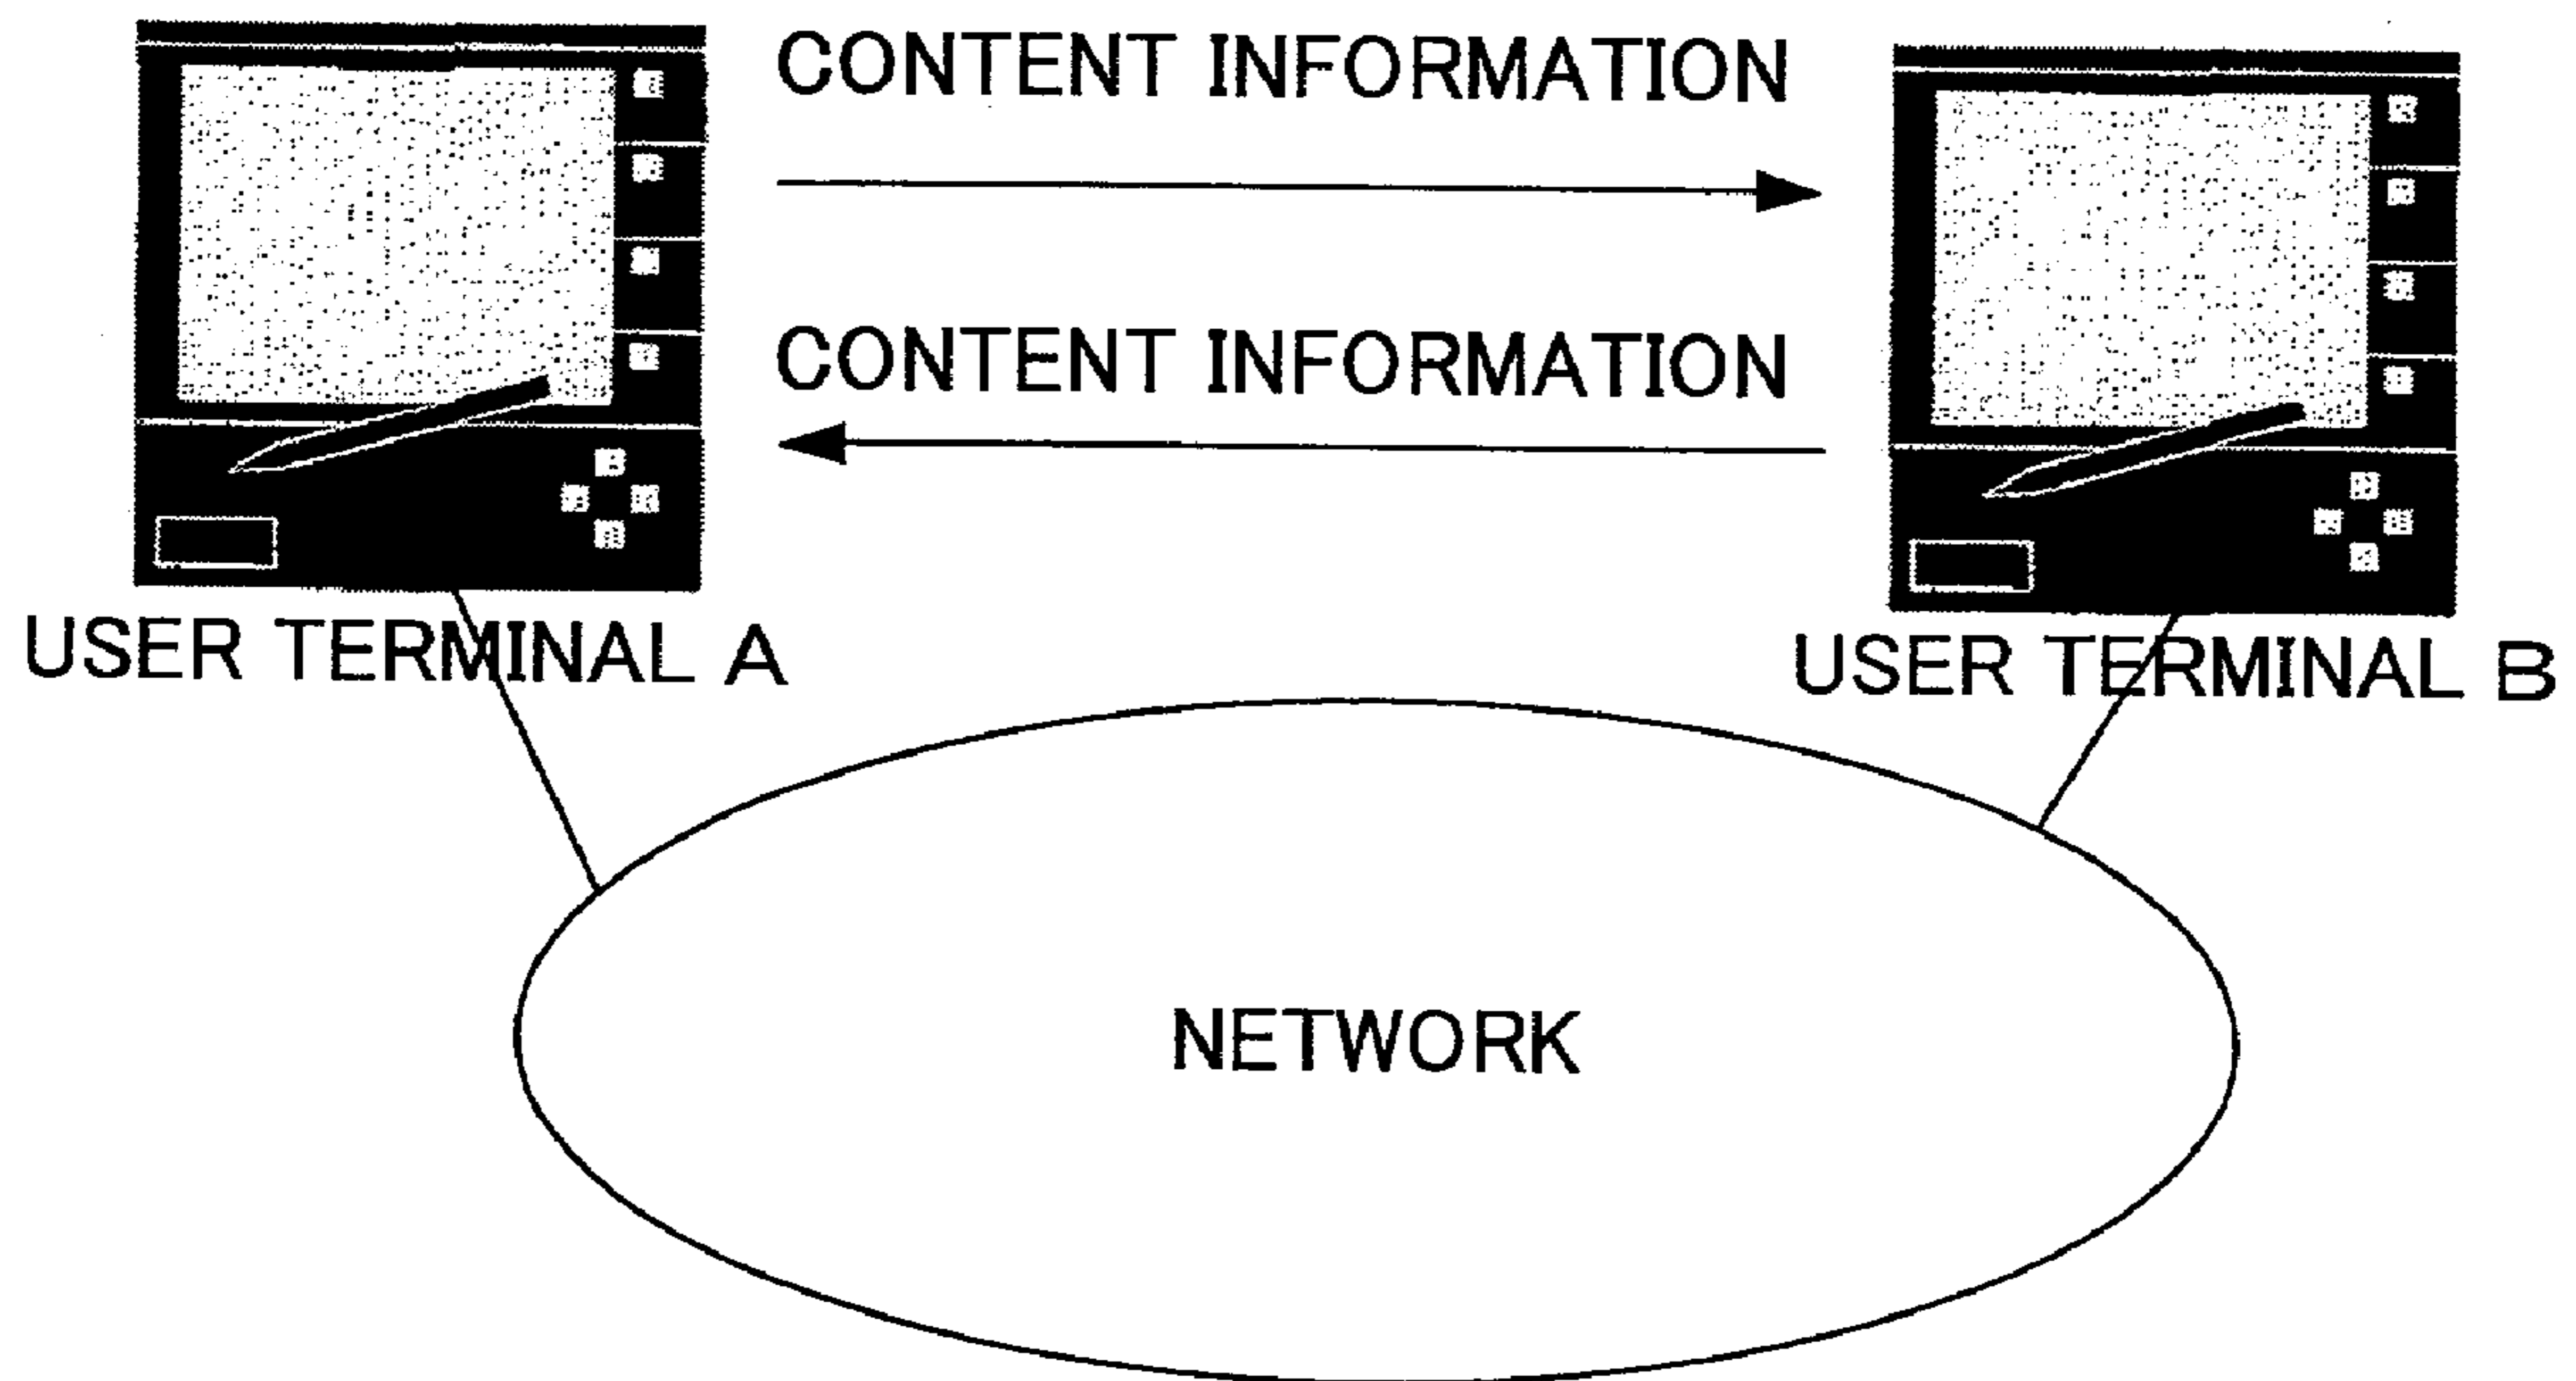 CONTENT INFORMATION
CONTENT INFORMATION
USER TERMINAL A
USER TERMINAL B
NETWORK